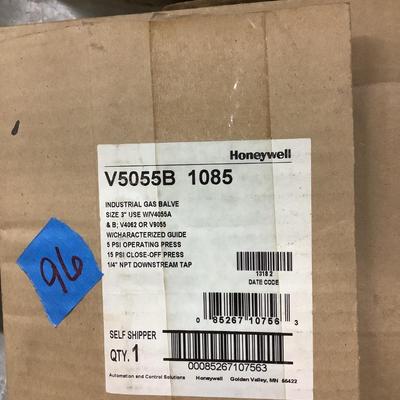 Honeywell
V5055B 1085
INDUSTRIAL GAS BALVE
SIZE 3" USE W/V4055A
& B; V4062 OR V9055
W/CHARACTERIZED GUIDE
5 PSI OPERATING PRESS
15 PSI CLOSE-OFF PRESS
1/4" NPT DOWNSTREAM TAP
1318 2
DATE CODE
96
0 85267 10756 3
SELF SHIPPER
QTY. 1
00085267107563
Automation and Control Solutions Honeywell Golden Valley, MN 55422